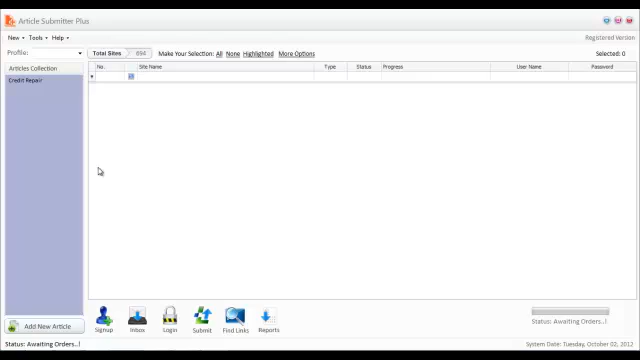 Article Submitter Plus
New Tools Help Registered Version
Profile: Total Sites 694 Make Your Selection: All None Highlighted More Options Selected: 0
Articles Collection No. Site Name Type Status Progress User Name Password
Credit Repair
Add New Article Signup Inbox Login Submit Find Links Reports Status: Awaiting Orders..!
Status: Awaiting Orders..! System Date: Tuesday, October 02, 2012